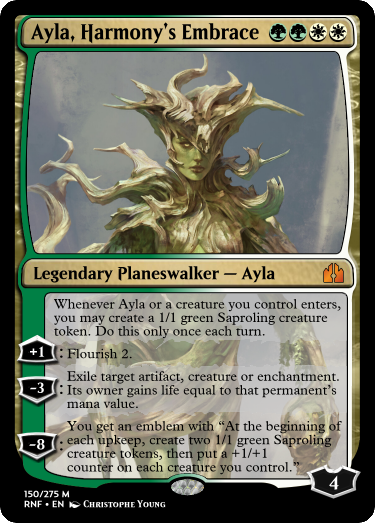 Ayla, Harmony's Embrace
Legendary Planeswalker — Ayla
Whenever Ayla or a creature you control enters,
you may create a 1/1 green Saproling creature
token. Do this only once each turn.
+1: Flourish 2.
Exile target artifact, creature or enchantment.
-3: Its owner gains life equal to that permanent's
mana value.
You get an emblem with “At the beginning of
-8: each upkeep, create two 1/1 green Saproling
creature tokens, then put a +1/+1
counter on each creature you control.”
4
150/275 M
RNF • EN Christophe Young